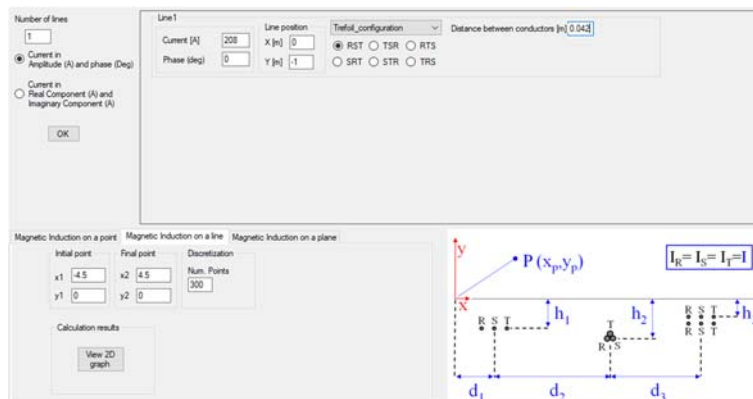 Number of lines
1
Current in
Amplitude (A) and phase (Deg)
Current in
Real Component (A) and
Imaginary Component (A)
OK
Line1
Current [A] 208
Phase (deg) 0
Line position
X [m] 0
Y [m] -1
Trefoil_configuration
RST TSR RTS
SRT STR TRS
Distance between conductors [m] 0.042
Magnetic Induction on a point Magnetic Induction on a line Magnetic Induction on a plane
Initial point
x1 -4.5
y1 0
Final point
x2 4.5
y2 0
Discretization
Num. Points
300
Calculation results
View 2D
graph
y
P (xp,yp)
IR= IS= IT=I
x
R S T
h1
T
R S
h2
R S T
R S T
h
d1 d2 d3